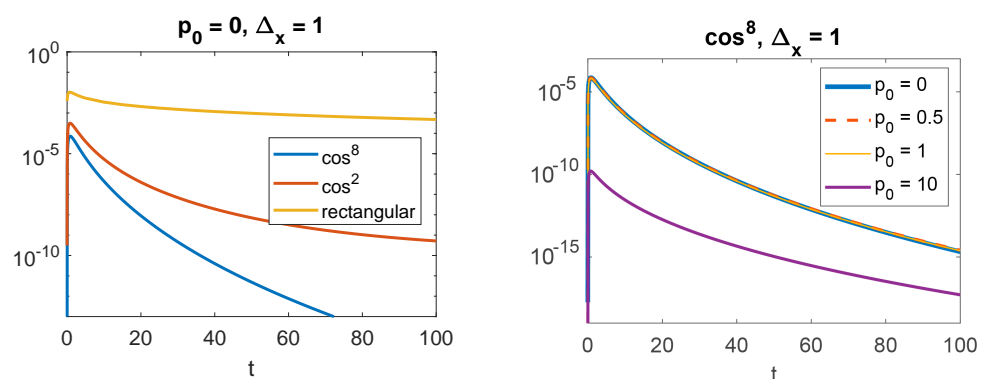 p₀ = 0, Δₓ = 1
10⁰
10⁻⁵
10⁻¹⁰
cos⁸
cos²
rectangular
0 20 40 60 80 100
t
cos⁸, Δₓ = 1
10⁻⁵
10⁻¹⁰
10⁻¹⁵
p₀ = 0
p₀ = 0.5
p₀ = 1
p₀ = 10
0 20 40 60 80 100
t